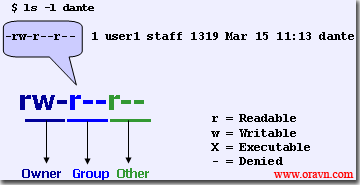 $ ls -l dante
-rw-r--r-- 1 user1 staff 1319 Mar 15 11:13 dante
rw-r--r--
r = Readable
w = Writable
X = Executable
- = Denied
Owner Group Other
www.oravn.com